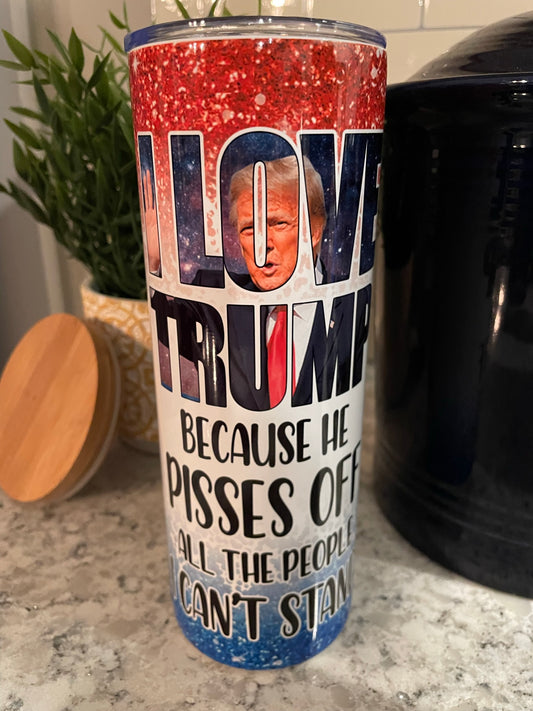 I LOVE
TRUMP
BECAUSE HE
PISSES OFF
ALL THE PEOPLE
I CAN'T STAND